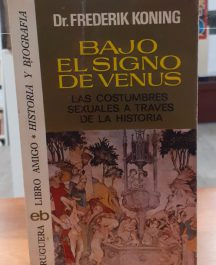 Dr. FREDERIK KONING
BAJO
EL SIGNO
DE VENUS
LAS COSTUMBRES
SEXUALES A TRAVES
DE LA HISTORIA
BRUGUERA eb LIBRO AMIGO * HISTORIA Y BIOGRAFIA